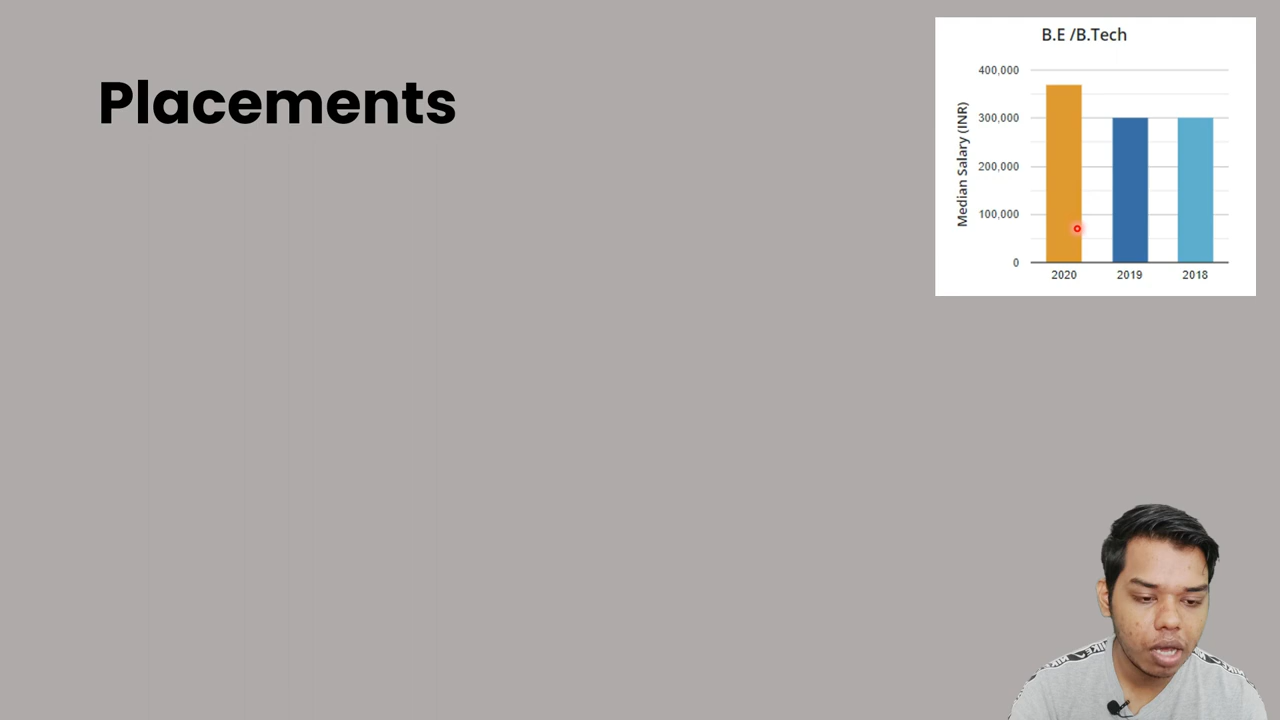 Placements
B.E /B.Tech
Median Salary (INR)
400,000
300,000
200,000
100,000
0
2020 2019 2018